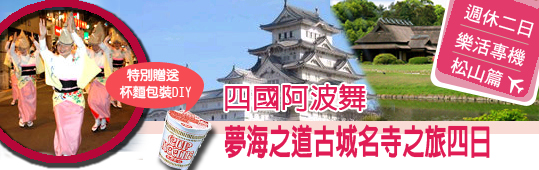 週休二日
樂活專機
松山篇
特別贈送
杯麵包裝DIY
四國阿波舞
夢海之道古城名寺之旅四日
CUP NOODLE